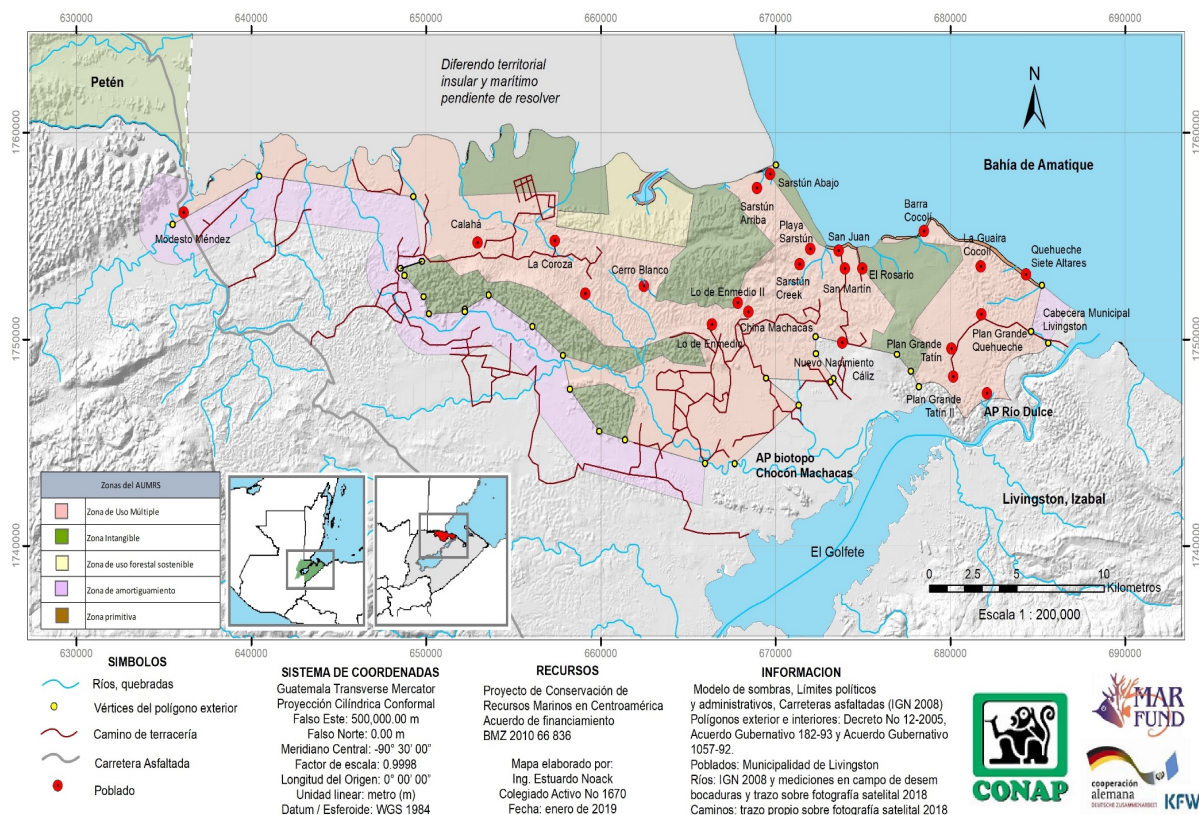 630000
640000
650000
660000
670000
680000
690000
Diferendo territorial
insular y marítimo
pendiente de resolver
Petén
N
1760000
1760000
Bahía de Amatique
Sarstún Abajo
Sarstún
Arriba
Barra
Cocolí
Modesto Méndez
Calahá
Playa
Sarstún
San Juan
La Guaira
Cocolí
Quehueche
Siete Altares
La Coroza
Cerro Blanco
Sarstún
Creek
San Martín
El Rosario
Lo de Enmedio II
China Machacas
Lo de Enmedio
Cabecera Municipal
Livingston
1750000
1750000
Plan Grande
Quehueche
Plan Grande
Tatín
Nuevo Nacimiento
Cáliz
Plan Grande
Tatín II
AP Río Dulce
AP biotopo
Chocón Machacas
Livingston, Izabal
Zonas del AUMRS
Zona de Uso Múltiple
Zona Intangible
Zona de uso forestal sostenible
Zona de amortiguamiento
Zona primitiva
1740000
1740000
El Golfete
0 2.5 5 10
Kilometros
Escala 1 : 200,000
630000
640000
650000
660000
670000
680000
690000
SIMBOLOS
Ríos, quebradas
Vértices del polígono exterior
Camino de terracería
Carretera Asfaltada
Poblado
SISTEMA DE COORDENADAS
Guatemala Transverse Mercator
Proyección Cilíndrica Conformal
Falso Este: 500,000.00 m
Falso Norte: 0.00 m
Meridiano Central: -90° 30' 00"
Factor de escala: 0.9998
Longitud del Origen: 0° 00' 00"
Unidad linear: metro (m)
Datum / Esferoide: WGS 1984
RECURSOS
Proyecto de Conservación de
Recursos Marinos en Centroamérica
Acuerdo de financiamiento
BMZ 2010 66 836
Mapa elaborado por:
Ing. Estuardo Noack
Colegiado Activo No 1670
Fecha: enero de 2019
INFORMACION
Modelo de sombras, Límites políticos
y administrativos, Carreteras asfaltadas (IGN 2008)
Polígonos exterior e interiores: Decreto No 12-2005,
Acuerdo Gubernativo 182-93 y Acuerdo Gubernativo
1057-92.
Poblados: Municipalidad de Livingston
Ríos: IGN 2008 y mediciones en campo de desem
bocaduras y trazo sobre fotografía satelital 2018
Caminos: trazo propio sobre fotografía satelital 2018
CONAP
MAR
FUND
cooperación
alemana
DEUTSCHE ZUSAMMENARBEIT
KFW